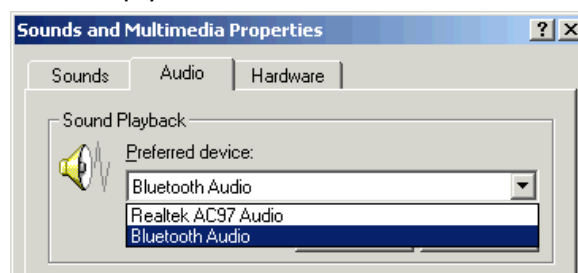 Sounds and Multimedia Properties
Sounds Audio Hardware
Sound Playback
Preferred device:
Bluetooth Audio
Realtek AC97 Audio
Bluetooth Audio